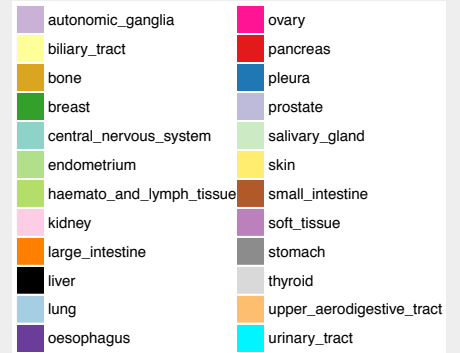 autonomic_ganglia
biliary_tract
bone
breast
central_nervous_system
endometrium
haemato_and_lymph_tissue
kidney
large_intestine
liver
lung
oesophagus
ovary
pancreas
pleura
prostate
salivary_gland
skin
small_intestine
soft_tissue
stomach
thyroid
upper_aerodigestive_tract
urinary_tract